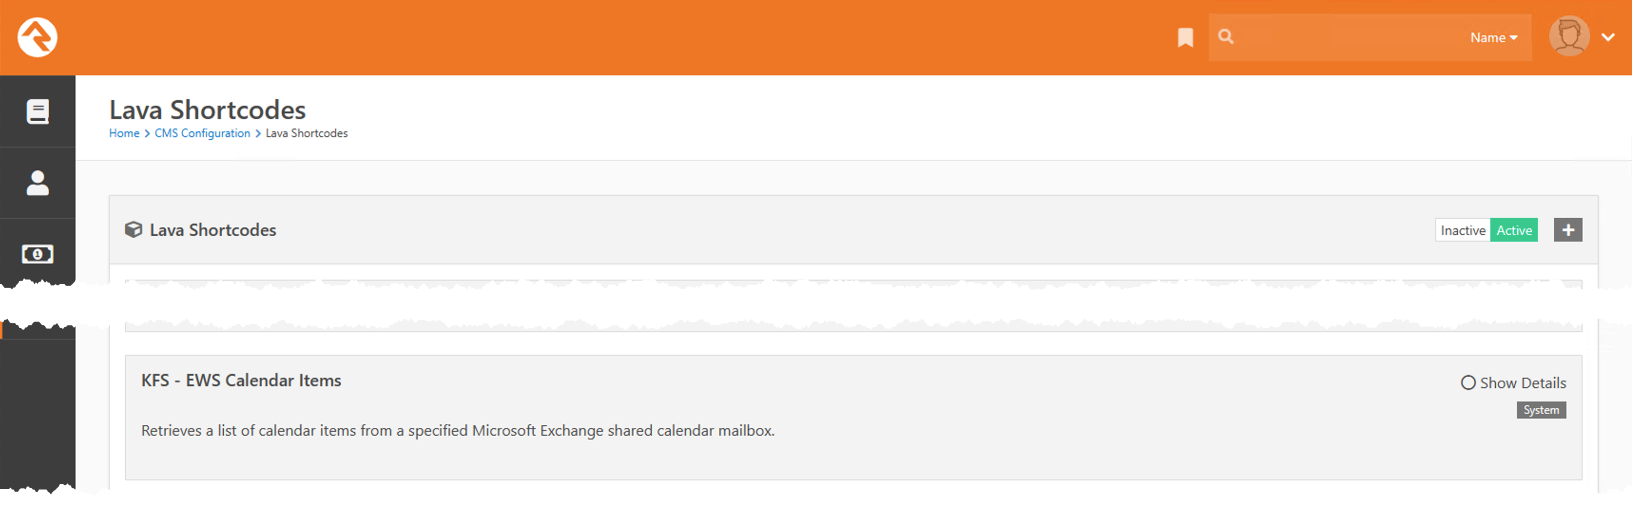 Name
Lava Shortcodes
Home > CMS Configuration > Lava Shortcodes
Lava Shortcodes
Inactive Active
KFS - EWS Calendar Items
Show Details
System
Retrieves a list of calendar items from a specified Microsoft Exchange shared calendar mailbox.